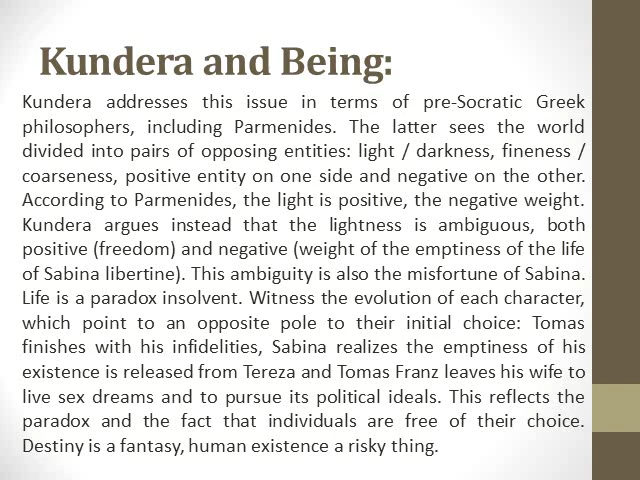 Kundera and Being:
Kundera addresses this issue in terms of pre-Socratic Greek
philosophers, including Parmenides. The latter sees the world
divided into pairs of opposing entities: light / darkness, fineness /
coarseness, positive entity on one side and negative on the other.
According to Parmenides, the light is positive, the negative weight.
Kundera argues instead that the lightness is ambiguous, both
positive (freedom) and negative (weight of the emptiness of the life
of Sabina libertine). This ambiguity is also the misfortune of Sabina.
Life is a paradox insolvent. Witness the evolution of each character,
which point to an opposite pole to their initial choice: Tomas
finishes with his infidelities, Sabina realizes the emptiness of his
existence is released from Tereza and Tomas Franz leaves his wife to
live sex dreams and to pursue its political ideals. This reflects the
paradox and the fact that individuals are free of their choice.
Destiny is a fantasy, human existence a risky thing.